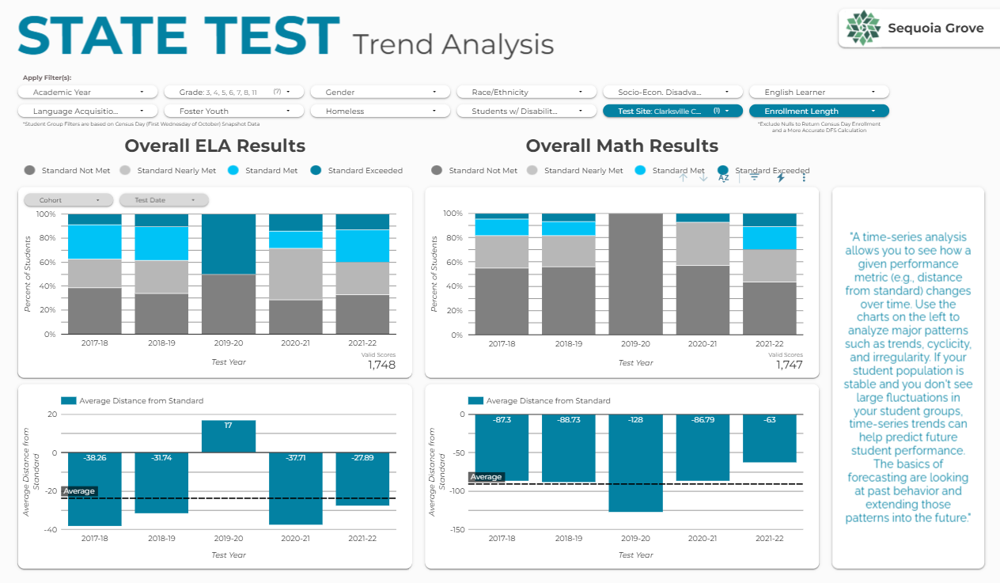 STATE TEST Trend Analysis
Sequoia Grove
Apply Filter(s):
Academic Year
Grade: 3, 4, 5, 6, 7, 8, 11 (7)
Gender
Race/Ethnicity
Socio-Econ. Disadva...
English Learner
Language Acquisitio...
Foster Youth
Homeless
Students w/ Disabilit...
Test Site: Clarksville C... (1)
Enrollment Length
*Student Group Filters are based on Census Day (First Wednesday of October) Snapshot Data
*Exclude Nulls to Return Census Day Enrollment
and a More Accurate DFS Calculation
Overall ELA Results
Standard Not Met
Standard Nearly Met
Standard Met
Standard Exceeded
Cohort
Test Date
100%
80%
60%
40%
20%
0%
Percent of Students
2017-18
2018-19
2019-20
2020-21
2021-22
Test Year
Valid Scores
1,748
Overall Math Results
Standard Not Met
Standard Nearly Met
Standard Met
Standard Exceeded
AZ
100%
80%
60%
40%
20%
0%
Percent of Students
2017-18
2018-19
2019-20
2020-21
2021-22
Test Year
Valid Scores
1,747
Average Distance from Standard
20
0
-20
-40
Average Distance from
Standard
-38.26
-31.74
17
-37.71
-27.89
Average
2017-18
2018-19
2019-20
2020-21
2021-22
Test Year
Average Distance from Standard
0
-50
-100
-150
Average Distance from
Standard
-87.3
-88.73
-128
-86.79
-63
Average
2017-18
2018-19
2019-20
2020-21
2021-22
Test Year
"A time-series analysis
allows you to see how a
given performance
metric (e.g., distance
from standard) changes
over time. Use the
charts on the left to
analyze major patterns
such as trends, cyclicity,
and irregularity. If your
student population is
stable and you don't see
large fluctuations in
your student groups,
time-series trends can
help predict future
student performance.
The basics of
forecasting are looking
at past behavior and
extending those
patterns into the future."